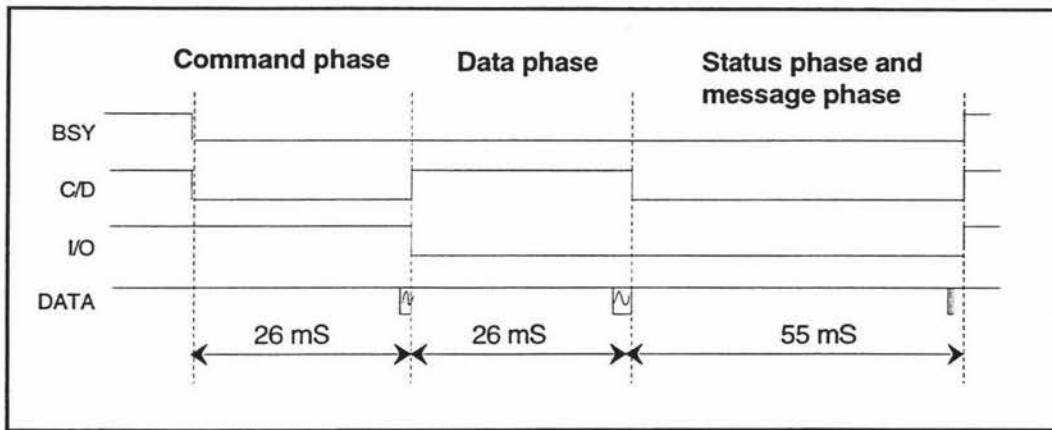 Command phase
Data phase
Status phase and
message phase
BSY
C/D
I/O
DATA
26 mS
26 mS
55 mS